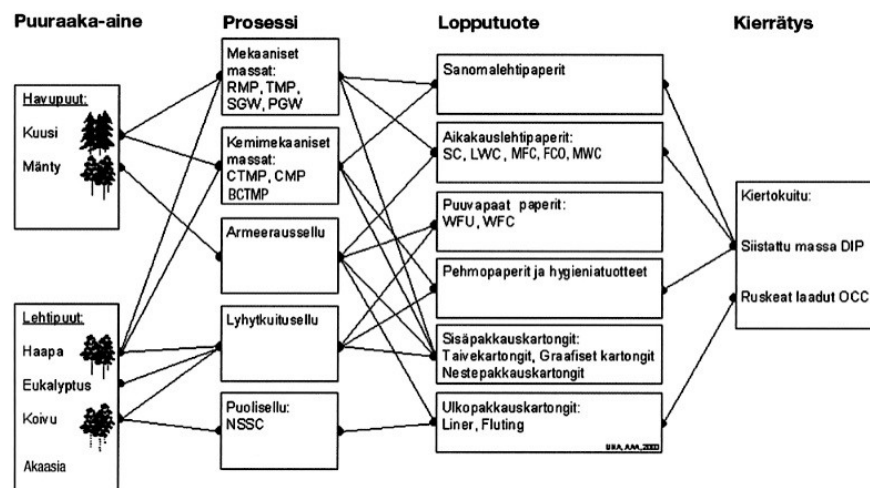 Puuraaka-aine
Prosessi
Lopputuote
Kierrätys
Havupuut:
Kuusi
Mänty
Lehtipuut:
Haapa
Eukalyptus
Koivu
Akaasia
Mekaaniset
massat:
RMP, TMP,
SGW, PGW
Kemimekaaniset
massat:
CTMP, CMP
BCTMP
Armeeraussellu
Lyhytkuitusellu
Puolisellu:
NSSC
Sanomalehtipaperit
Aikakauslehtipaperit:
SC, LWC, MFC, FCO, MWC
Puuvapaat paperit:
WFU, WFC
Pehmopaperit ja hygieniatuotteet
Sisäpakkauskartongit:
Taivekartongit, Graafiset kartongit
Nestepakkauskartongit
Ulkopakkauskartongit:
Liner, Fluting
Kiertokuitu:
Siistattu massa DIP
Ruskeat laadut OCC